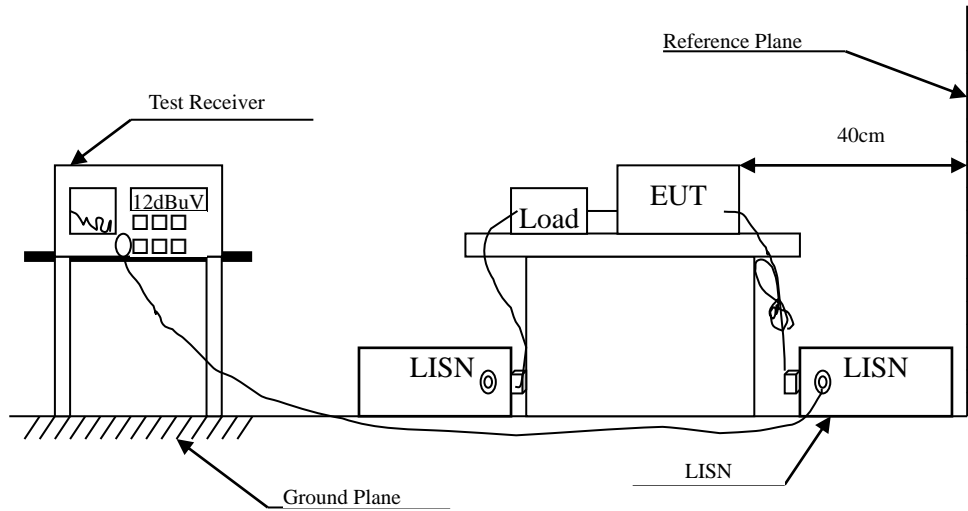 Reference Plane
Test Receiver
40cm
12dBuV
Load
EUT
LISN
LISN
LISN
Ground Plane